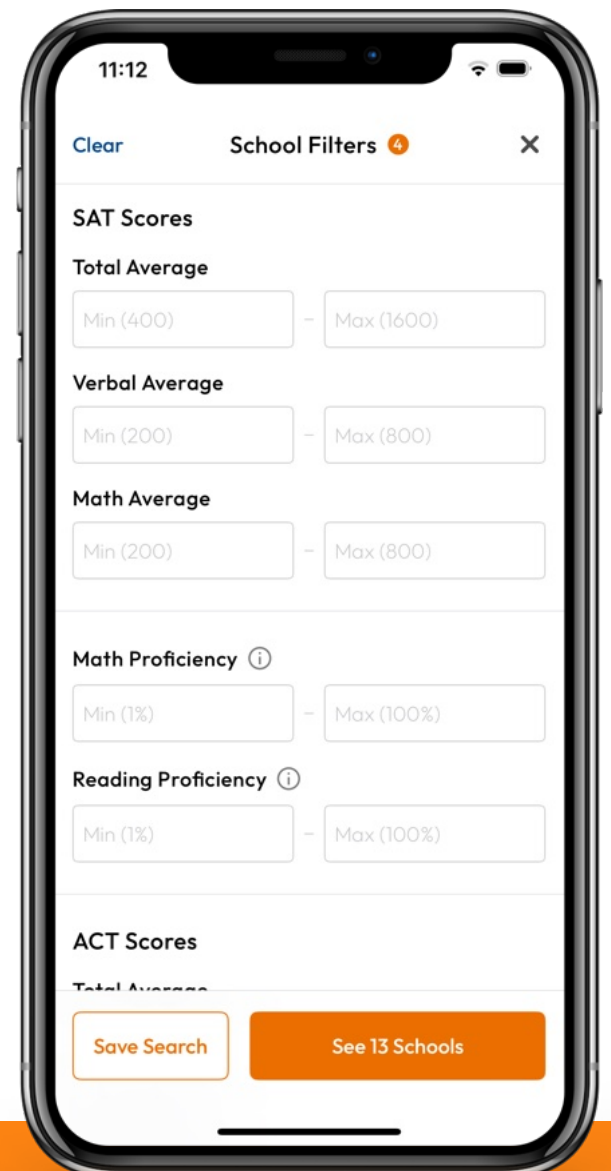 11:12
Clear School Filters 4
SAT Scores
Total Average
Min (400) - Max (1600)
Verbal Average
Min (200) - Max (800)
Math Average
Min (200) - Max (800)
Math Proficiency
Min (1%) - Max (100%)
Reading Proficiency
Min (1%) - Max (100%)
ACT Scores
Total Average
Save Search See 13 Schools